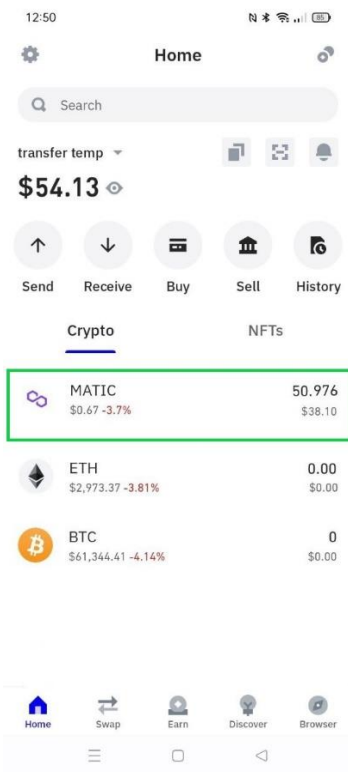 12:50 85
Home
Search
transfer temp
$54.13
Send Receive Buy Sell History
Crypto NFTs
MATIC 50.976
$0.67 -3.7% $38.10
ETH 0.00
$2,973.37 -3.81% $0.00
BTC 0
$61,344.41 -4.14% $0.00
Home Swap Earn Discover Browser